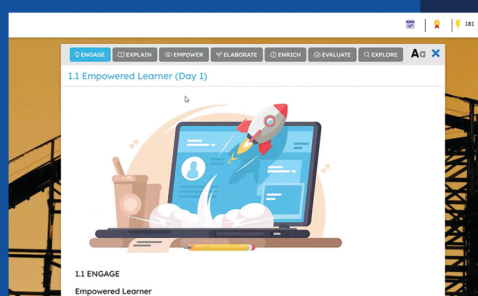 181
ENGAGE EXPLAIN EMPOWER ELABORATE ENRICH EVALUATE EXPLORE Aa X
1.1 Empowered Learner (Day 1)
1.1 ENGAGE
Empowered Learner